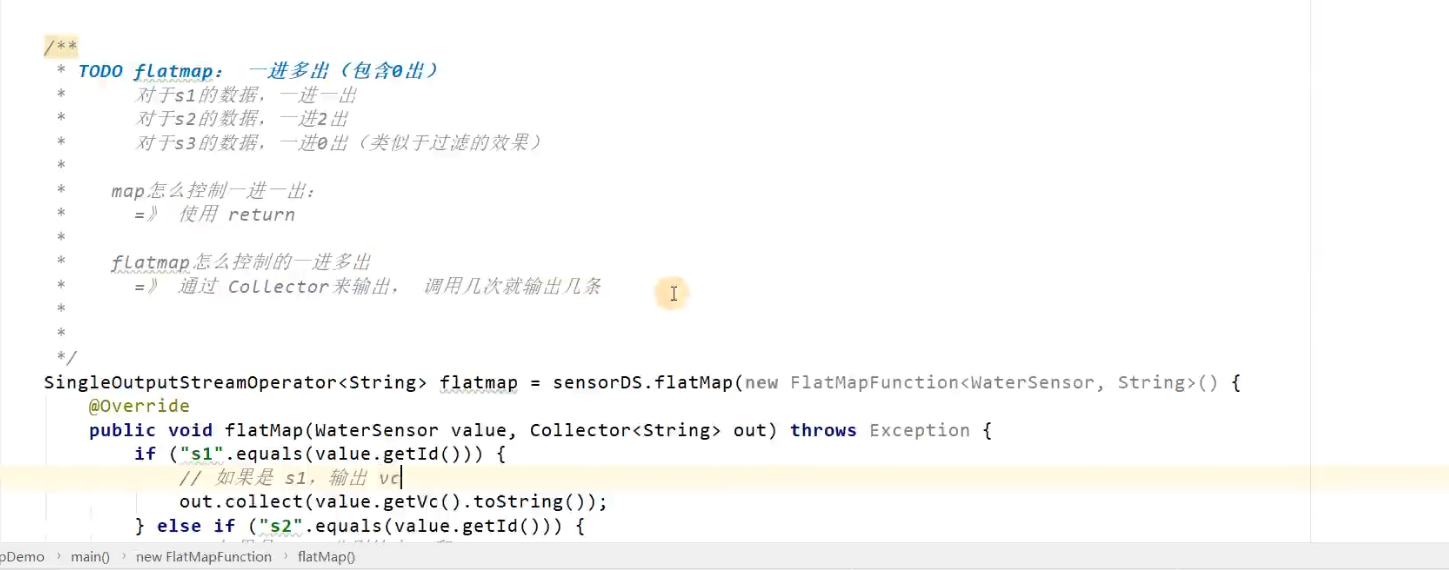 /**
 * TODO flatmap： 一进多出（包含0出）
 *      对于s1的数据，一进一出
 *      对于s2的数据，一进2出
 *      对于s3的数据，一进0出（类似于过滤的效果）
 *
 *    map怎么控制一进一出：
 *      =》 使用 return
 *
 *    flatmap怎么控制的一进多出
 *      =》 通过 Collector来输出， 调用几次就输出几条
 *
 *
 */
SingleOutputStreamOperator<String> flatmap = sensorDS.flatMap(new FlatMapFunction<WaterSensor, String>() {
    @Override
    public void flatMap(WaterSensor value, Collector<String> out) throws Exception {
        if ("s1".equals(value.getId())) {
            // 如果是 s1，输出 vc
            out.collect(value.getVc().toString());
        } else if ("s2".equals(value.getId())) {
pDemo › main() › new FlatMapFunction › flatMap()